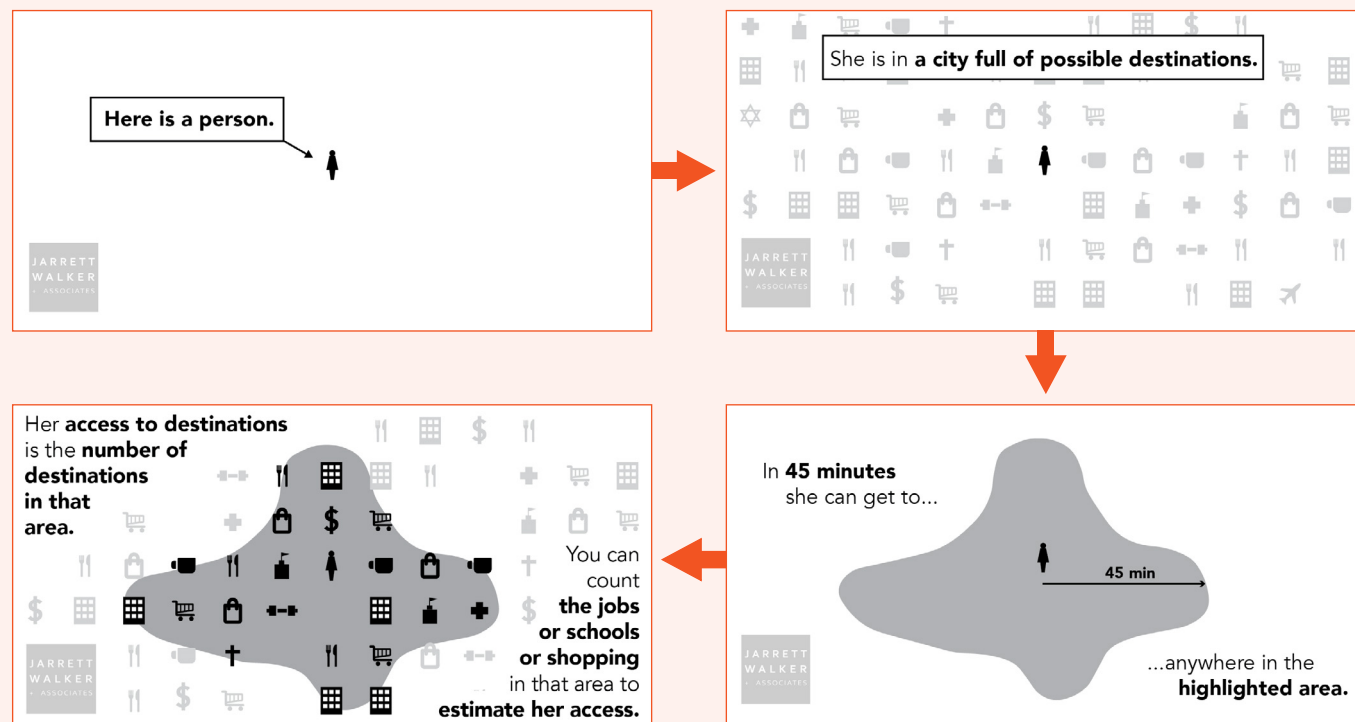 Here is a person.
JARRETT
WALKER
+ ASSOCIATES
She is in a city full of possible destinations.
JARRETT
WALKER
+ ASSOCIATES
In 45 minutes
she can get to...
45 min
...anywhere in the
highlighted area.
JARRETT
WALKER
+ ASSOCIATES
Her access to destinations
is the number of
destinations
in that
area.
You can
count
the jobs
or schools
or shopping
in that area to
estimate her access.
JARRETT
WALKER
+ ASSOCIATES